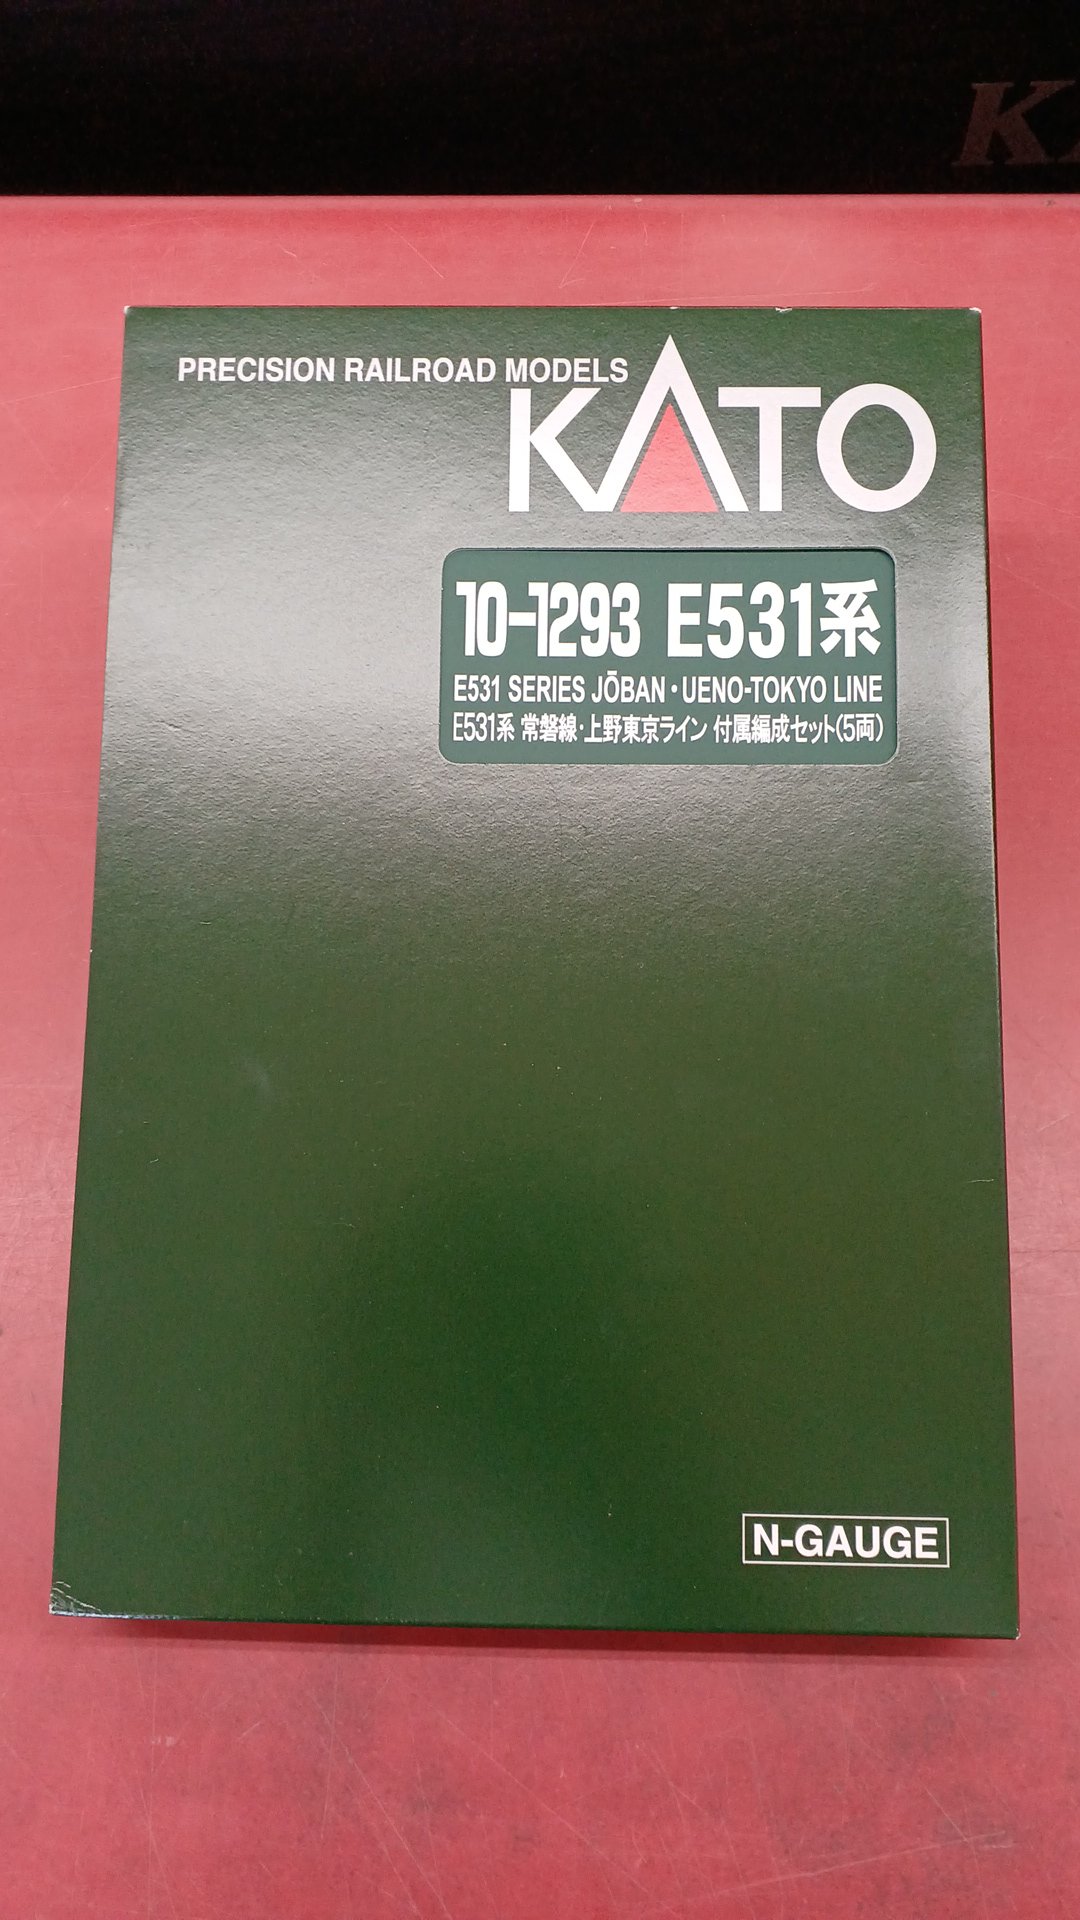 PRECISION RAILROAD MODELS
KATO
10-1293 E531系
E531 SERIES JŌBAN・UENO-TOKYO LINE
E531系 常磐線・上野東京ライン 付属編成セット(5両)
N-GAUGE